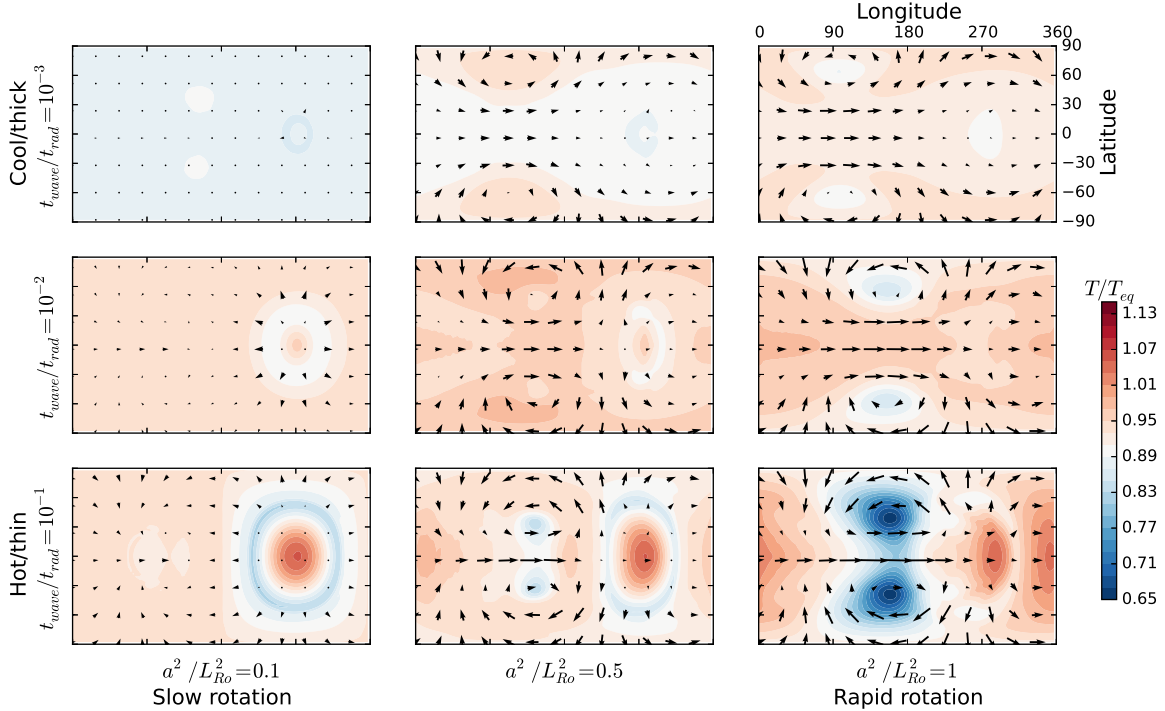 Longitude
0 90 180 270 360
Cool/thick
t_wave/t_rad=10^−3
90
60
30
0
−30
−60
−90
Latitude
t_wave/t_rad=10^−2
T/T_eq
1.13
1.07
1.01
0.95
0.89
0.83
0.77
0.71
0.65
Hot/thin
t_wave/t_rad=10^−1
a^2 /L_Ro^2=0.1
a^2 /L_Ro^2=0.5
a^2 /L_Ro^2=1
Slow rotation
Rapid rotation